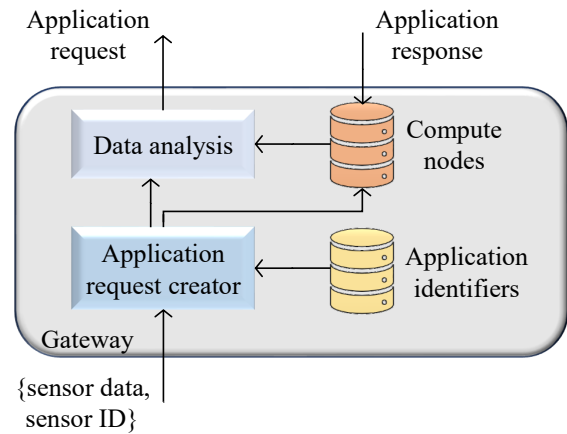 Application
request
Application
response
Data analysis
Compute
nodes
Application
request creator
Application
identifiers
Gateway
{sensor data,
sensor ID}